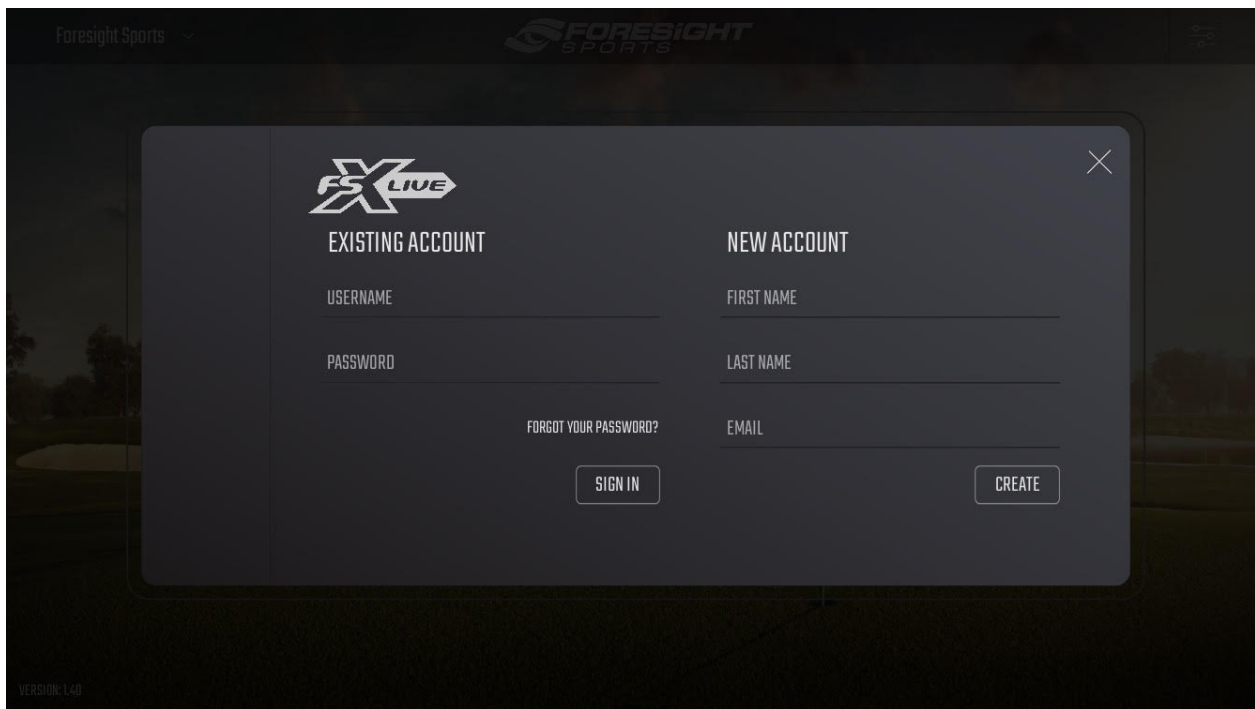 Foresight Sports
FORESIGHT
SPORTS
FSX LIVE
EXISTING ACCOUNT
USERNAME
PASSWORD
FORGOT YOUR PASSWORD?
SIGN IN
NEW ACCOUNT
FIRST NAME
LAST NAME
EMAIL
CREATE
VERSION: 1.40